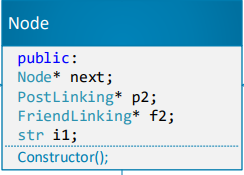 Node
public:
Node* next;
PostLinking* p2;
FriendLinking* f2;
str i1;
Constructor();